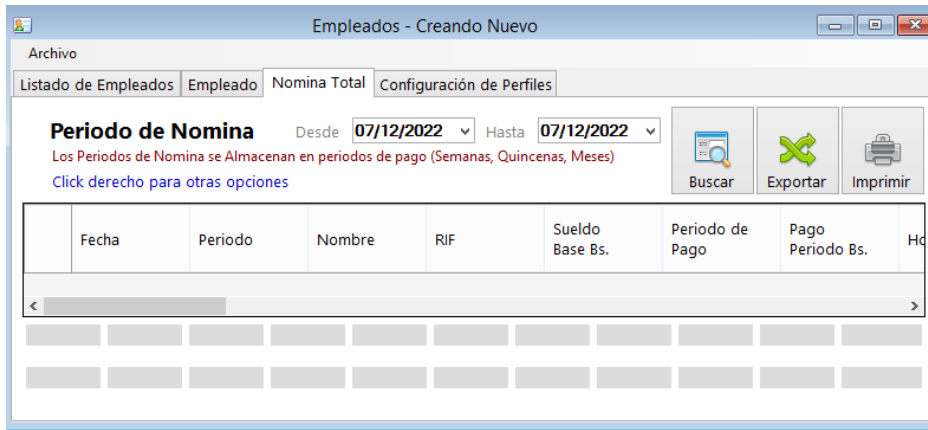 Empleados - Creando Nuevo
Archivo
Listado de Empleados Empleado Nomina Total Configuración de Perfiles
Periodo de Nomina Desde 07/12/2022 Hasta 07/12/2022
Los Periodos de Nomina se Almacenan en periodos de pago (Semanas, Quincenas, Meses)
Click derecho para otras opciones
Buscar Exportar Imprimir
Fecha Periodo Nombre RIF Sueldo Base Bs. Periodo de Pago Pago Periodo Bs.